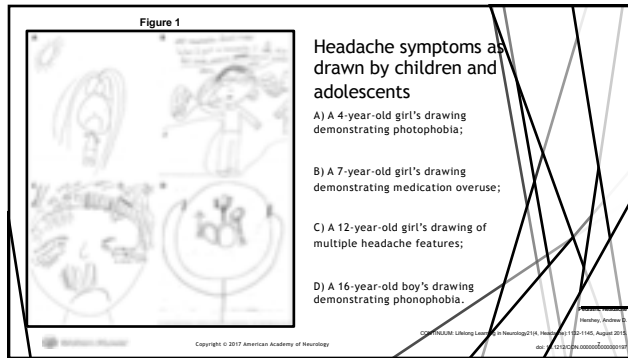 Figure 1
Headache symptoms as
drawn by children and
adolescents
A) A 4-year-old girl's drawing
demonstrating photophobia;
B) A 7-year-old girl's drawing
demonstrating medication overuse;
C) A 12-year-old girl's drawing of
multiple headache features;
D) A 16-year-old boy's drawing
demonstrating phonophobia.
Pediatric Headache
Hershey, Andrew D.
CONTINUUM: Lifelong Learning in Neurology21(4, Headache):1132-1145, August 2015.
7
Copyright © 2017 American Academy of Neurology